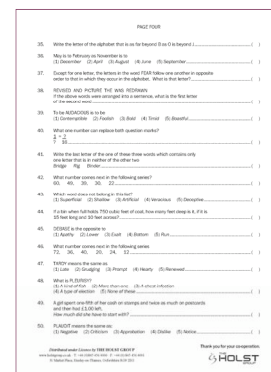 PAGE FOUR
35. Write the letter of the alphabet that is as far beyond B as O is beyond I ( )
36. May is to February as November is to
(1) December (2) April (3) August (4) June (5) September ( )
37. Except for one letter, the letters in the word FEAR follow one another in opposite
order to that in which they occur in the alphabet. What is that letter? ( )
38. REVISED AND PICTURE THE WAS REDRAWN.
If the above words were arranged into a sentence, what is the first letter
of the second word ( )
39. To be AUDACIOUS is to be
(1) Contemptible (2) Foolish (3) Bold (4) Timid (5) Boastful ( )
40. What one number can replace both question marks?
? 18 ( )
41. Write the last letter of the one of these three words which contains only
one letter that is in neither of the other two
Bridge Rig Binder ( )
42. What number comes next in the following series?
60, 49, 39, 30, 22 ( )
43. Which word does not belong in this list?
(1) Superficial (2) Shallow (3) Artificial (4) Veracious (5) Deceptive ( )
44. If a bin when full holds 750 cubic feet of coal, how many feet deep is it, if it is
15 feet long and 10 feet across? ( )
45. DEBASE is the opposite to
(1) Apathy (2) Lower (3) Exalt (4) Bottom (5) Run ( )
46. What number comes next in the following series
72, 36, 40, 20, 24, 12 ( )
47. TARDY means the same as:
(1) Late (2) Grudging (3) Prompt (4) Nearly (5) Renewed ( )
48. What is PLEURISY?
(1) A kind of fish (2) More than one
(4) A type of election (5) None of these ( )
49. A girl spent one-fifth of her cash on stamps and twice as much on postcards
and then had £1.00 left.
How much did she have to start with? ( )
50. PLAUDIT means the same as:
(1) Negative (2) Criticism (3) Approbation (4) Dislike (5) Notice ( )
Thank you for your co-operation.
Distributed under Licence by THE HOLST GROUP
HOLST